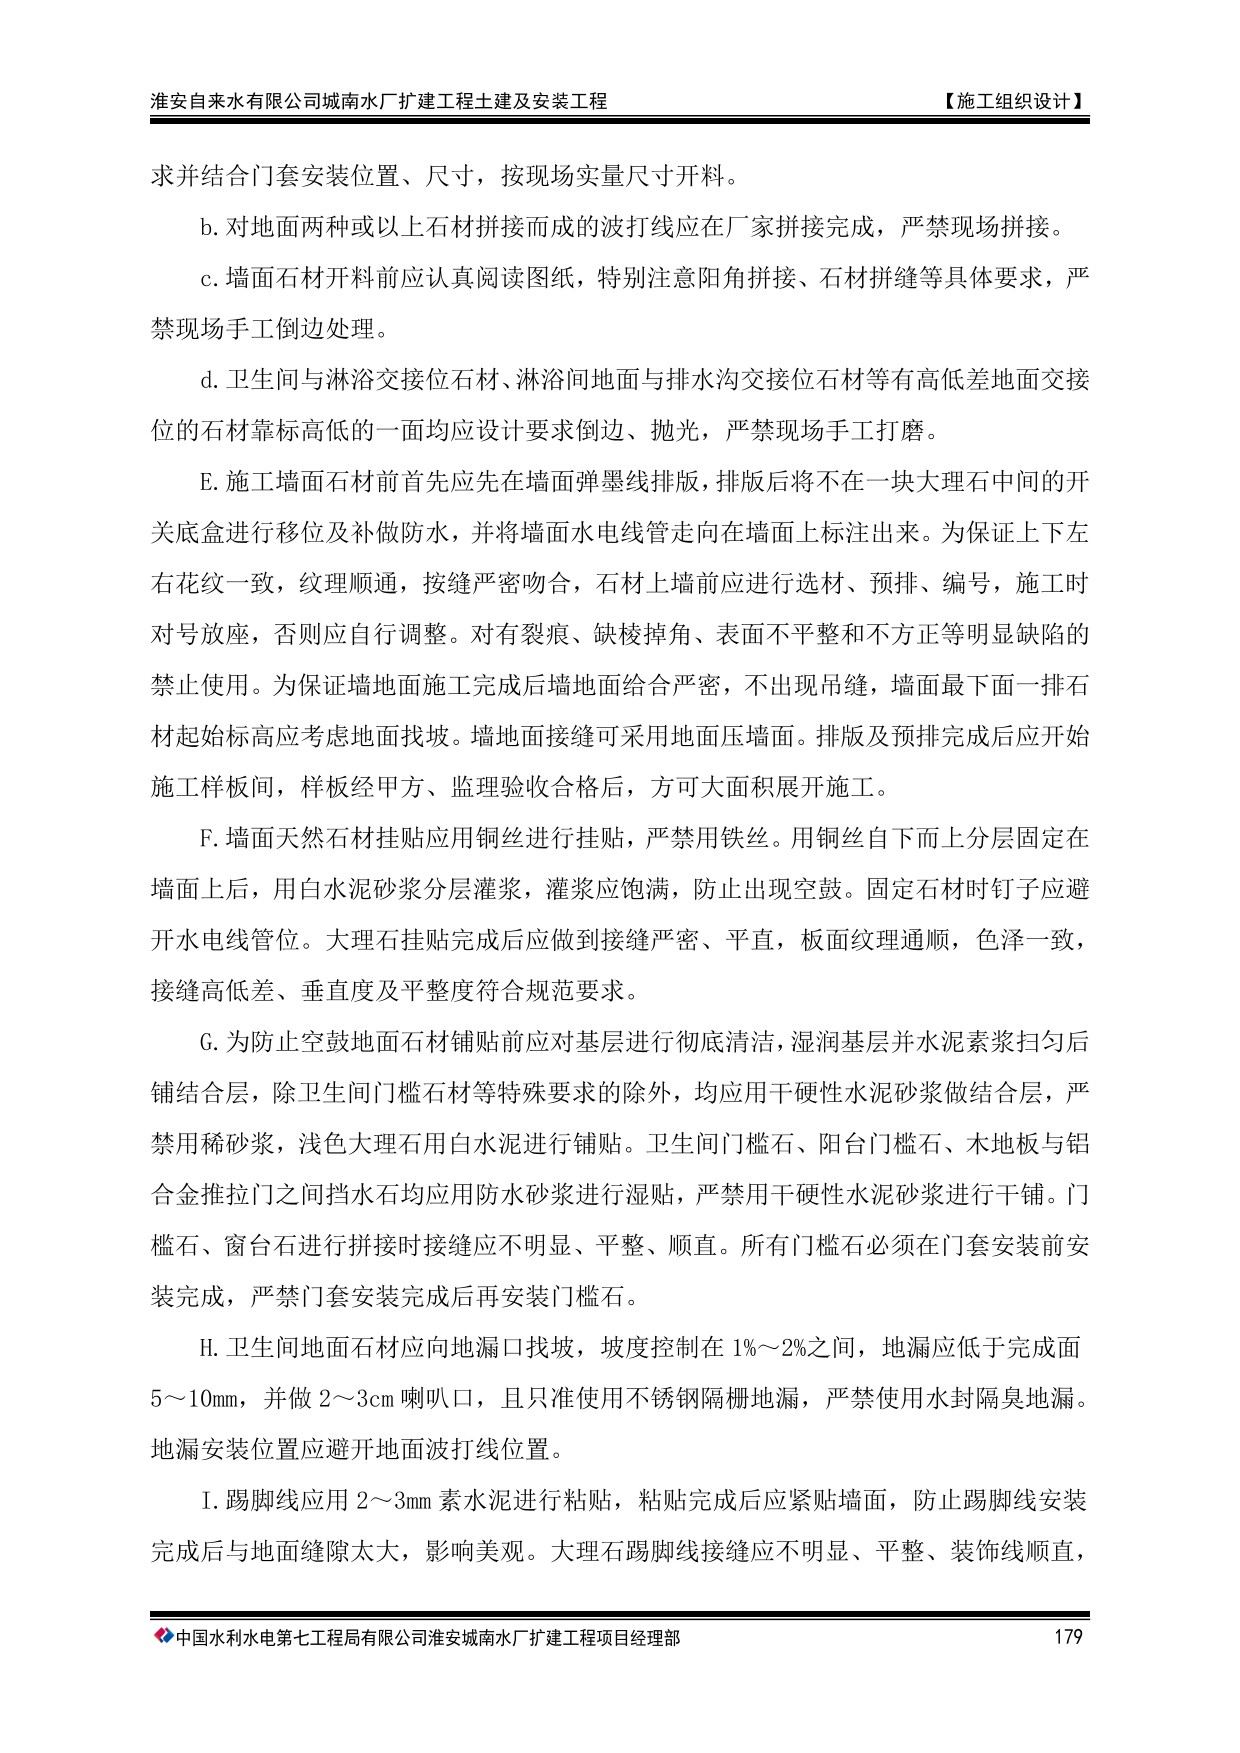 淮安自来水有限公司城南水厂扩建工程土建及安装工程 【施工组织设计】
求并结合门套安装位置、尺寸，按现场实量尺寸开料。
b.对地面两种或以上石材拼接而成的波打线应在厂家拼接完成，严禁现场拼接。
c.墙面石材开料前应认真阅读图纸，特别注意阳角拼接、石材拼缝等具体要求，严
禁现场手工倒边处理。
d.卫生间与淋浴交接位石材、淋浴间地面与排水沟交接位石材等有高低差地面交接
位的石材靠标高低的一面均应设计要求倒边、抛光，严禁现场手工打磨。
E.施工墙面石材前首先应先在墙面弹墨线排版，排版后将不在一块大理石中间的开
关底盒进行移位及补做防水，并将墙面水电线管走向在墙面上标注出来。为保证上下左
右花纹一致，纹理顺通，按缝严密吻合，石材上墙前应进行选材、预排、编号，施工时
对号放座，否则应自行调整。对有裂痕、缺棱掉角、表面不平整和不方正等明显缺陷的
禁止使用。为保证墙地面施工完成后墙地面给合严密，不出现吊缝，墙面最下面一排石
材起始标高应考虑地面找坡。墙地面接缝可采用地面压墙面。排版及预排完成后应开始
施工样板间，样板经甲方、监理验收合格后，方可大面积展开施工。
F.墙面天然石材挂贴应用铜丝进行挂贴，严禁用铁丝。用铜丝自下而上分层固定在
墙面上后，用白水泥砂浆分层灌浆，灌浆应饱满，防止出现空鼓。固定石材时钉子应避
开水电线管位。大理石挂贴完成后应做到接缝严密、平直，板面纹理通顺，色泽一致，
接缝高低差、垂直度及平整度符合规范要求。
G.为防止空鼓地面石材铺贴前应对基层进行彻底清洁，湿润基层并水泥素浆扫匀后
铺结合层，除卫生间门槛石材等特殊要求的除外，均应用干硬性水泥砂浆做结合层，严
禁用稀砂浆，浅色大理石用白水泥进行铺贴。卫生间门槛石、阳台门槛石、木地板与铝
合金推拉门之间挡水石均应用防水砂浆进行湿贴，严禁用干硬性水泥砂浆进行干铺。门
槛石、窗台石进行拼接时接缝应不明显、平整、顺直。所有门槛石必须在门套安装前安
装完成，严禁门套安装完成后再安装门槛石。
H.卫生间地面石材应向地漏口找坡，坡度控制在 1%～2%之间，地漏应低于完成面
5～10mm，并做 2～3cm 喇叭口，且只准使用不锈钢隔栅地漏，严禁使用水封隔臭地漏。
地漏安装位置应避开地面波打线位置。
I.踢脚线应用 2～3mm 素水泥进行粘贴，粘贴完成后应紧贴墙面，防止踢脚线安装
完成后与地面缝隙太大，影响美观。大理石踢脚线接缝应不明显、平整、装饰线顺直，
中国水利水电第七工程局有限公司淮安城南水厂扩建工程项目经理部 179